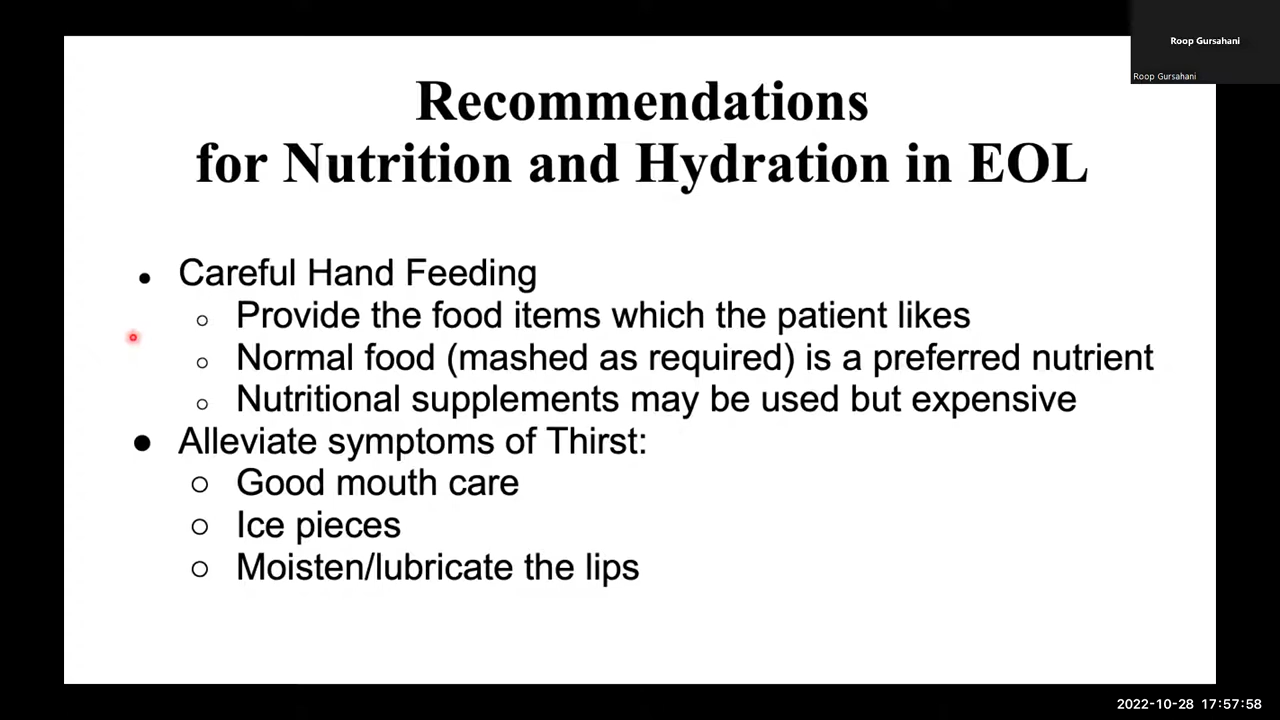 Roop Gursahani
Roop Gursahani
Recommendations
for Nutrition and Hydration in EOL
• Careful Hand Feeding
○ Provide the food items which the patient likes
○ Normal food (mashed as required) is a preferred nutrient
○ Nutritional supplements may be used but expensive
● Alleviate symptoms of Thirst:
○ Good mouth care
○ Ice pieces
○ Moisten/lubricate the lips
2022-10-28 17:57:58